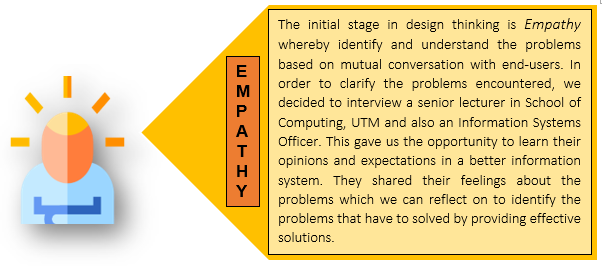 EMPATHY
The initial stage in design thinking is Empathy
whereby identify and understand the problems
based on mutual conversation with end-users. In
order to clarify the problems encountered, we
decided to interview a senior lecturer in School of
Computing, UTM and also an Information Systems
Officer. This gave us the opportunity to learn their
opinions and expectations in a better information
system. They shared their feelings about the
problems which we can reflect on to identify the
problems that have to solved by providing effective
solutions.